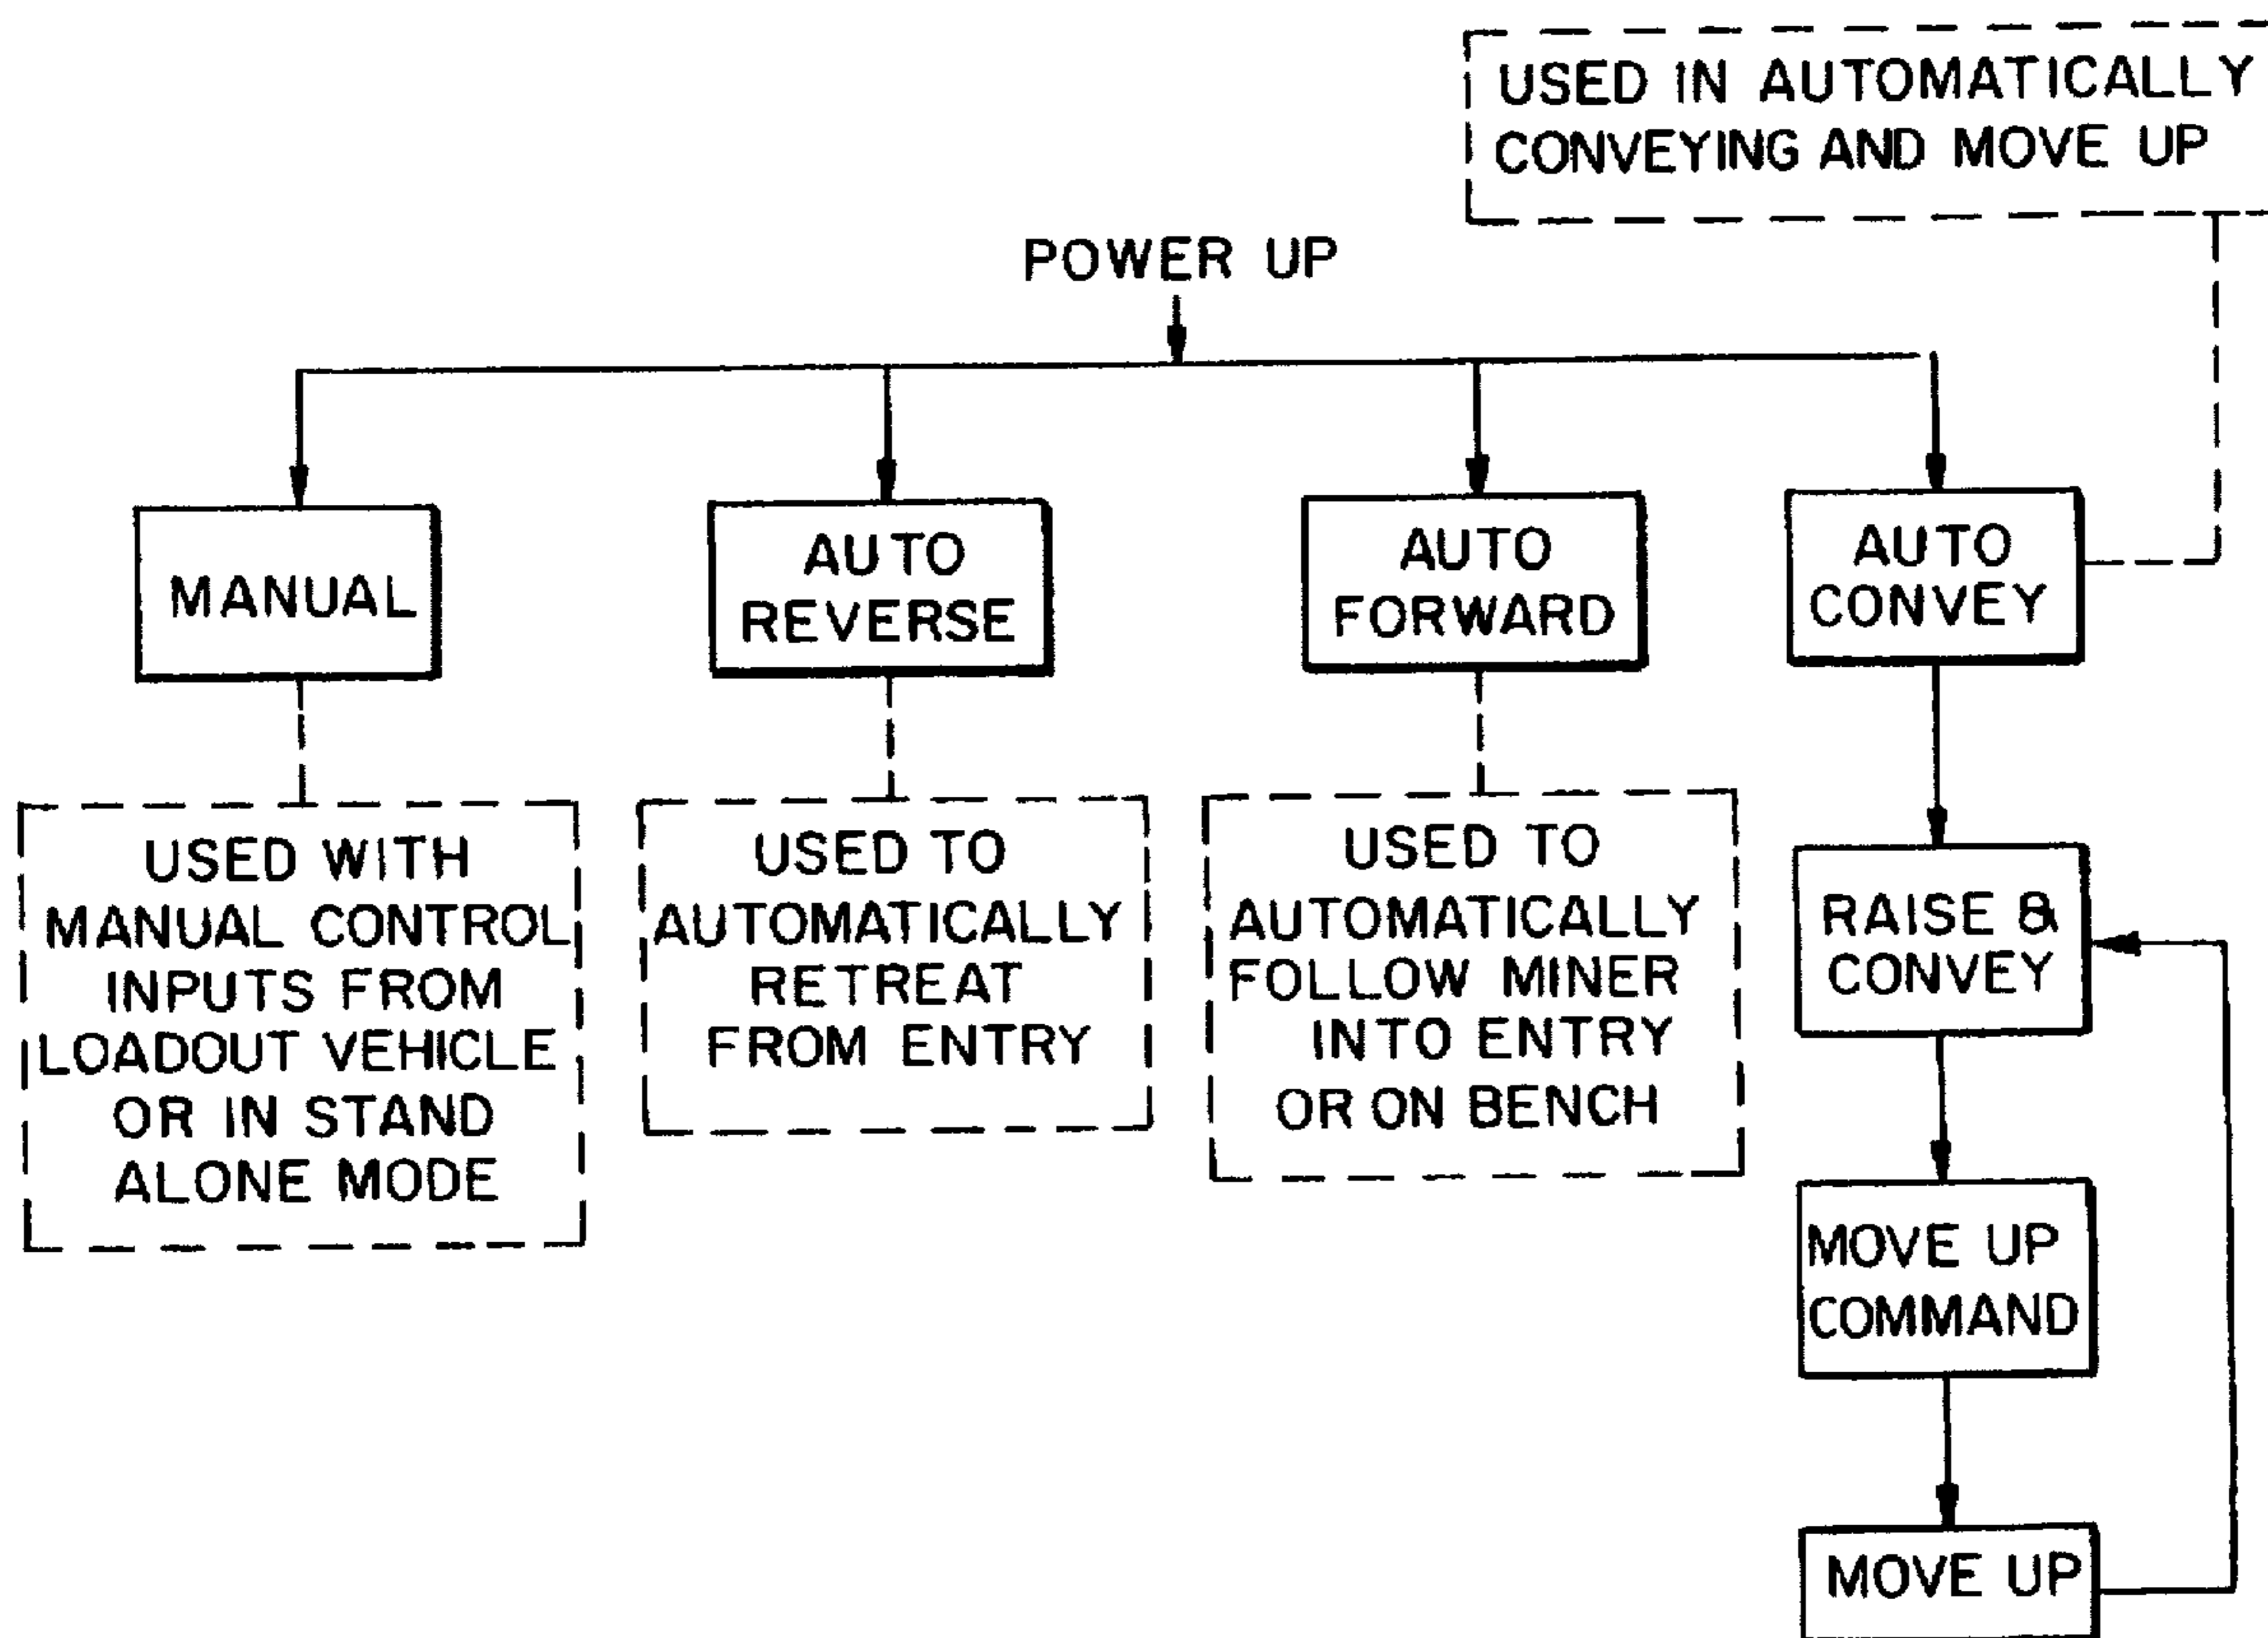 USED IN AUTOMATICALLY
CONVEYING AND MOVE UP
POWER UP
MANUAL
AUTO
REVERSE
AUTO
FORWARD
AUTO
CONVEY
USED WITH
MANUAL CONTROL
INPUTS FROM
LOADOUT VEHICLE
OR IN STAND
ALONE MODE
USED TO
AUTOMATICALLY
RETREAT
FROM ENTRY
USED TO
AUTOMATICALLY
FOLLOW MINER
INTO ENTRY
OR ON BENCH
RAISE &
CONVEY
MOVE UP
COMMAND
MOVE UP